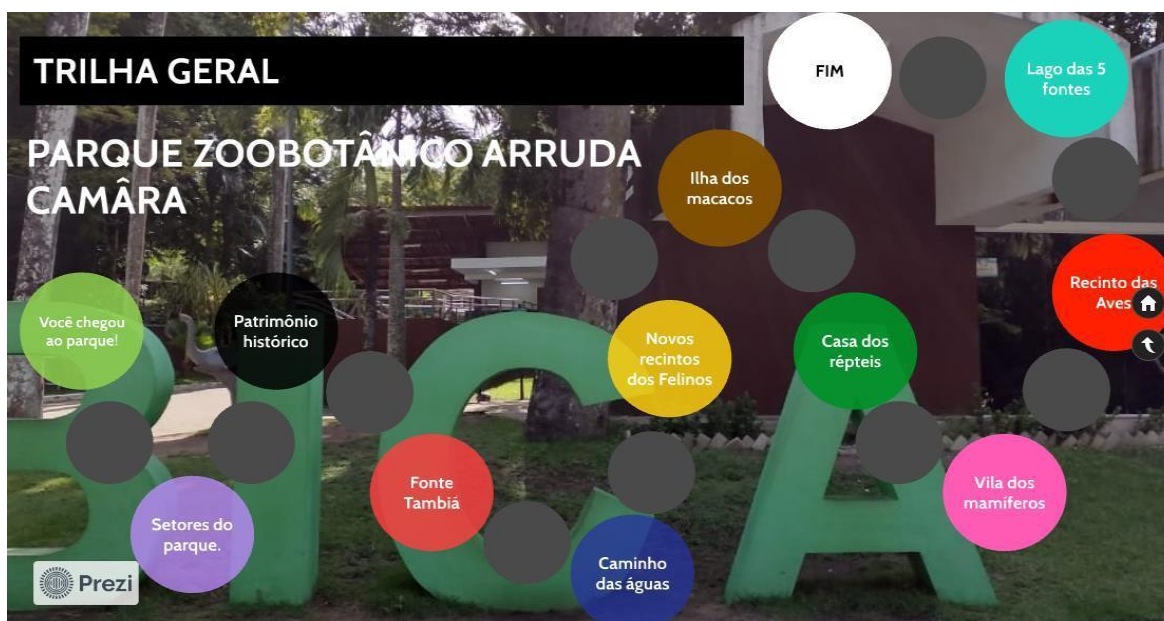 TRILHA GERAL
PARQUE ZOOBOTÂNICO ARRUDA
CAMÂRA
FIM
Lago das 5
fontes
Ilha dos
macacos
Recinto das
Aves
Você chegou
ao parque!
Patrimônio
histórico
Novos
recintos
dos Felinos
Casa dos
répteis
Fonte
Tambiá
Vila dos
mamíferos
Setores do
parque.
Caminho
das águas
BICA
Prezi